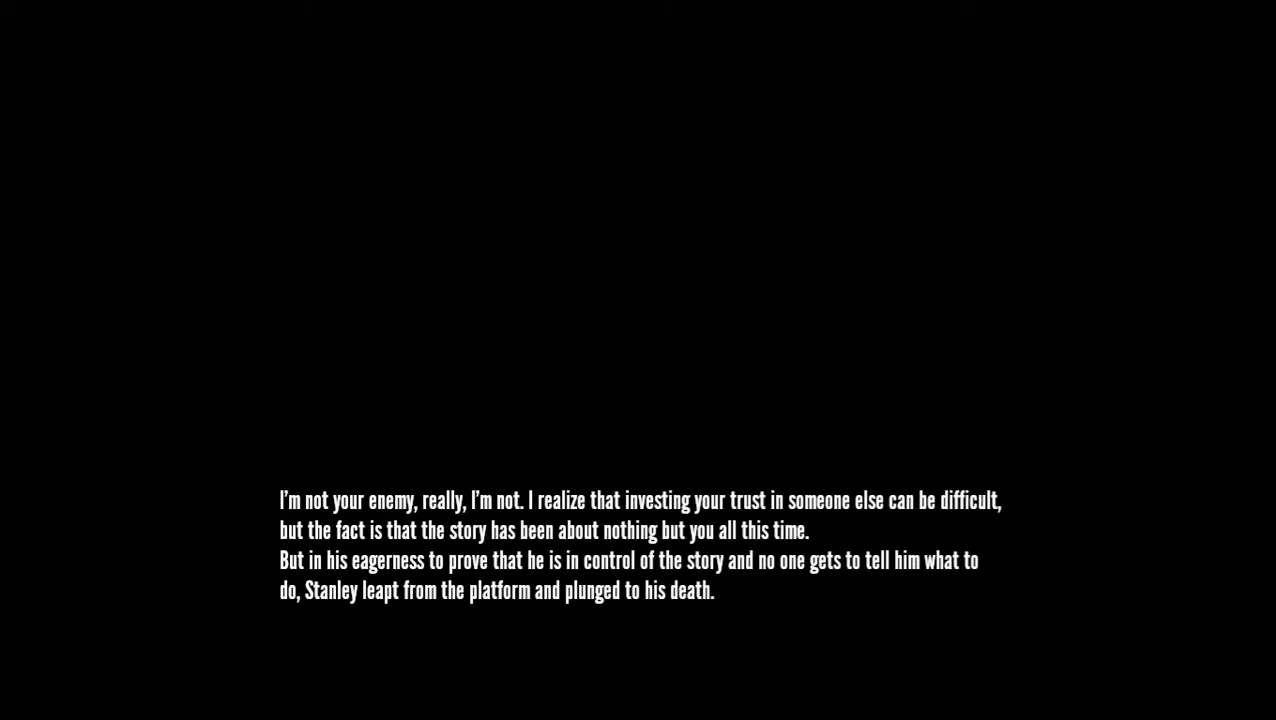 I'm not your enemy, really, I'm not. I realize that investing your trust in someone else can be difficult,
but the fact is that the story has been about nothing but you all this time.
But in his eagerness to prove that he is in control of the story and no one gets to tell him what to
do, Stanley leapt from the platform and plunged to his death.